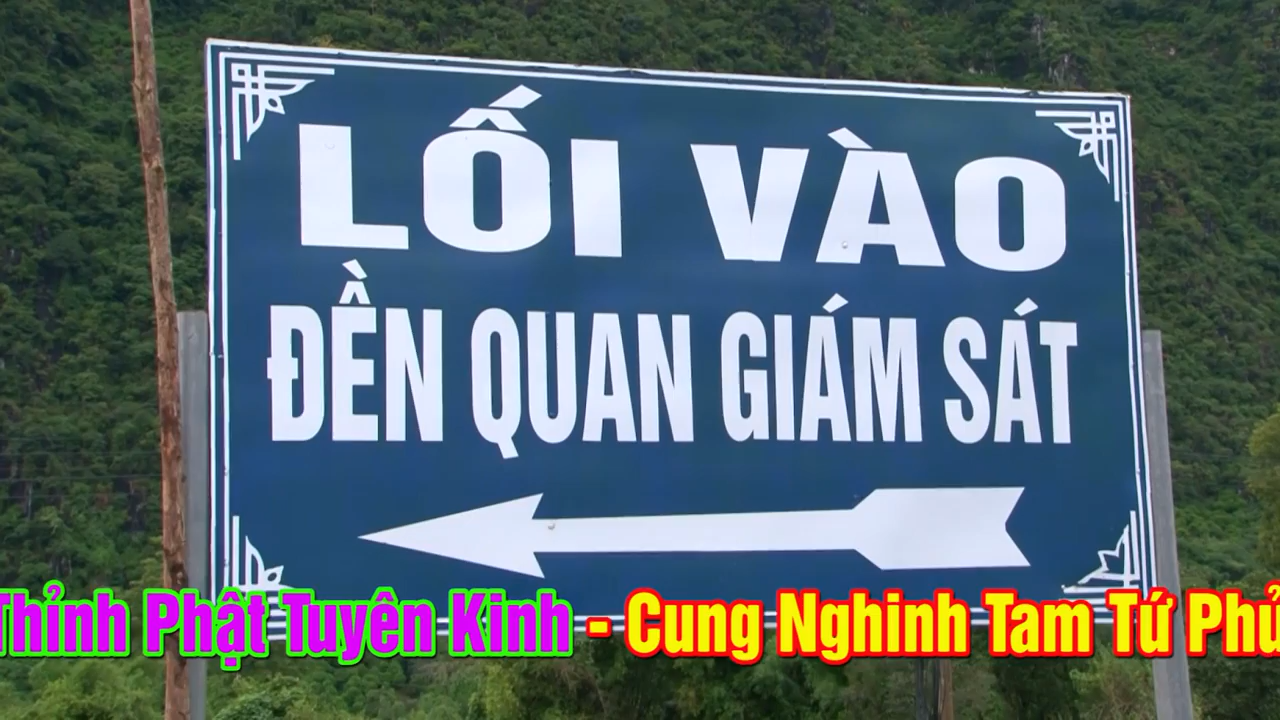 LỐI VÀO
ĐỀN QUAN GIÁM SÁT
Thỉnh Phật Tuyên Kinh - Cung Nghinh Tam Tứ Phủ